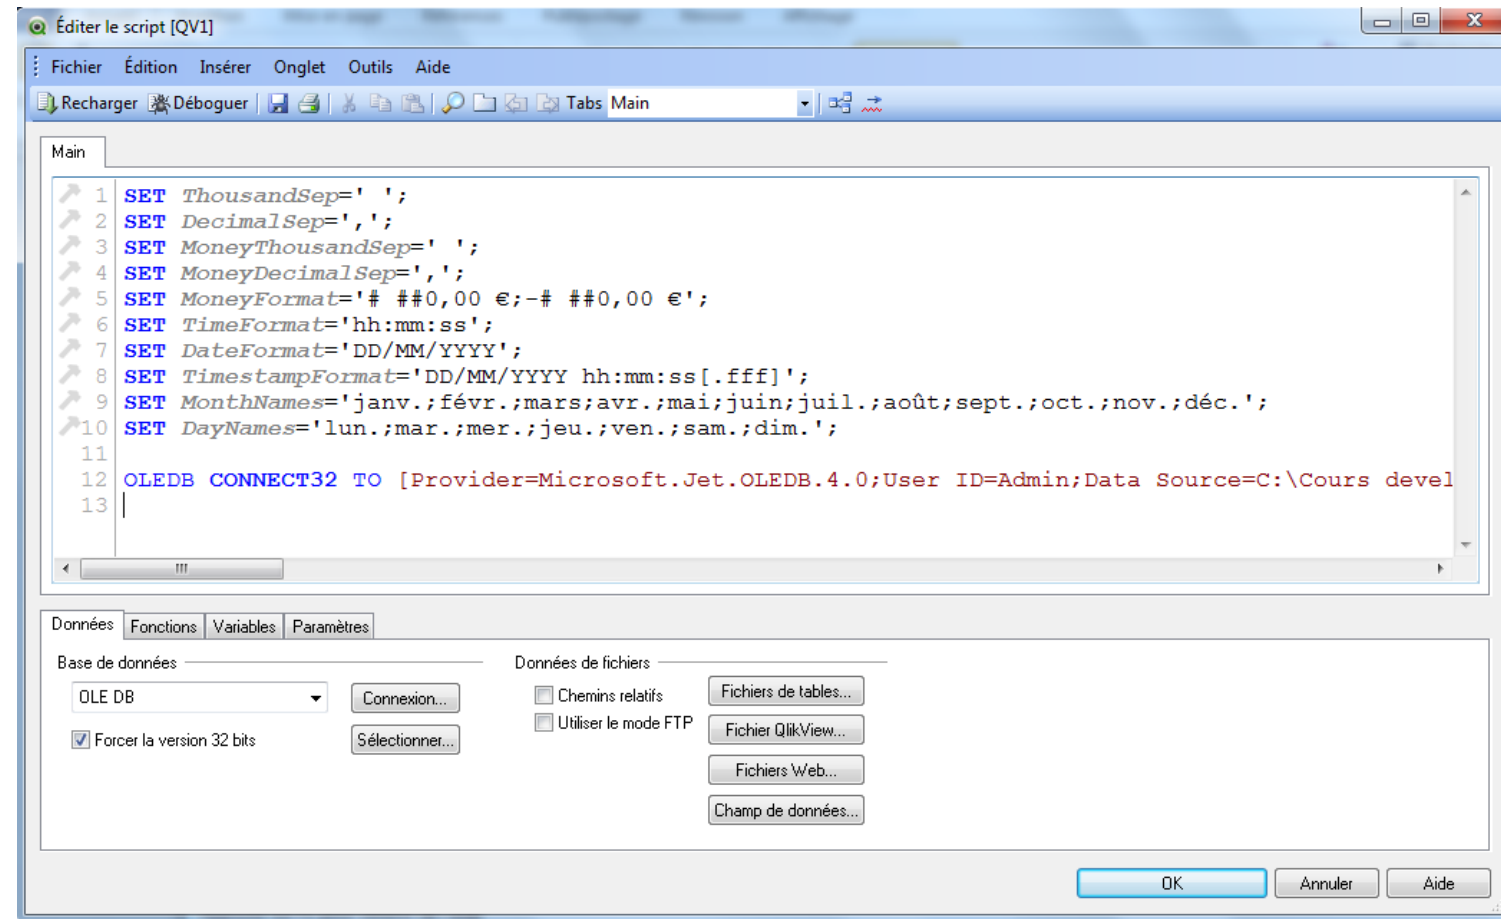 Éditer le script [QV1]
Fichier Édition Insérer Onglet Outils Aide
Recharger Déboguer Tabs Main
Main
1 SET ThousandSep=' ';
2 SET DecimalSep=',';
3 SET MoneyThousandSep=' ';
4 SET MoneyDecimalSep=',';
5 SET MoneyFormat='# ##0,00 €;-# ##0,00 €';
6 SET TimeFormat='hh:mm:ss';
7 SET DateFormat='DD/MM/YYYY';
8 SET TimestampFormat='DD/MM/YYYY hh:mm:ss[.fff]';
9 SET MonthNames='janv.;févr.;mars;avr.;mai;juin;juil.;août;sept.;oct.;nov.;déc.';
10 SET DayNames='lun.;mar.;mer.;jeu.;ven.;sam.;dim.';
11
12 OLEDB CONNECT32 TO [Provider=Microsoft.Jet.OLEDB.4.0;User ID=Admin;Data Source=C:\Cours devel
13
Données Fonctions Variables Paramètres
Base de données
OLE DB
Connexion...
Forcer la version 32 bits
Sélectionner...
Données de fichiers
Chemins relatifs
Utiliser le mode FTP
Fichiers de tables...
Fichier QlikView...
Fichiers Web...
Champ de données...
OK Annuler Aide